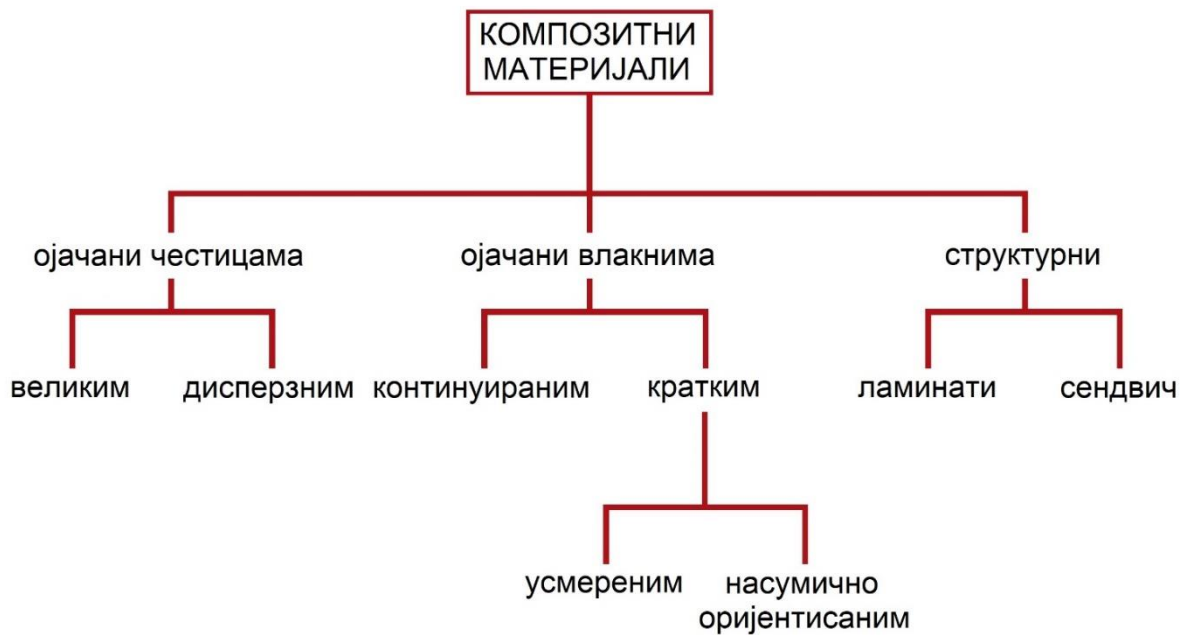 КОМПОЗИТНИ
МАТЕРИЈАЛИ
ојачани честицама
ојачани влакнима
структурни
великим
дисперзним
континуираним
кратким
ламинати
сендвич
усмереним
насумично
оријентисаним